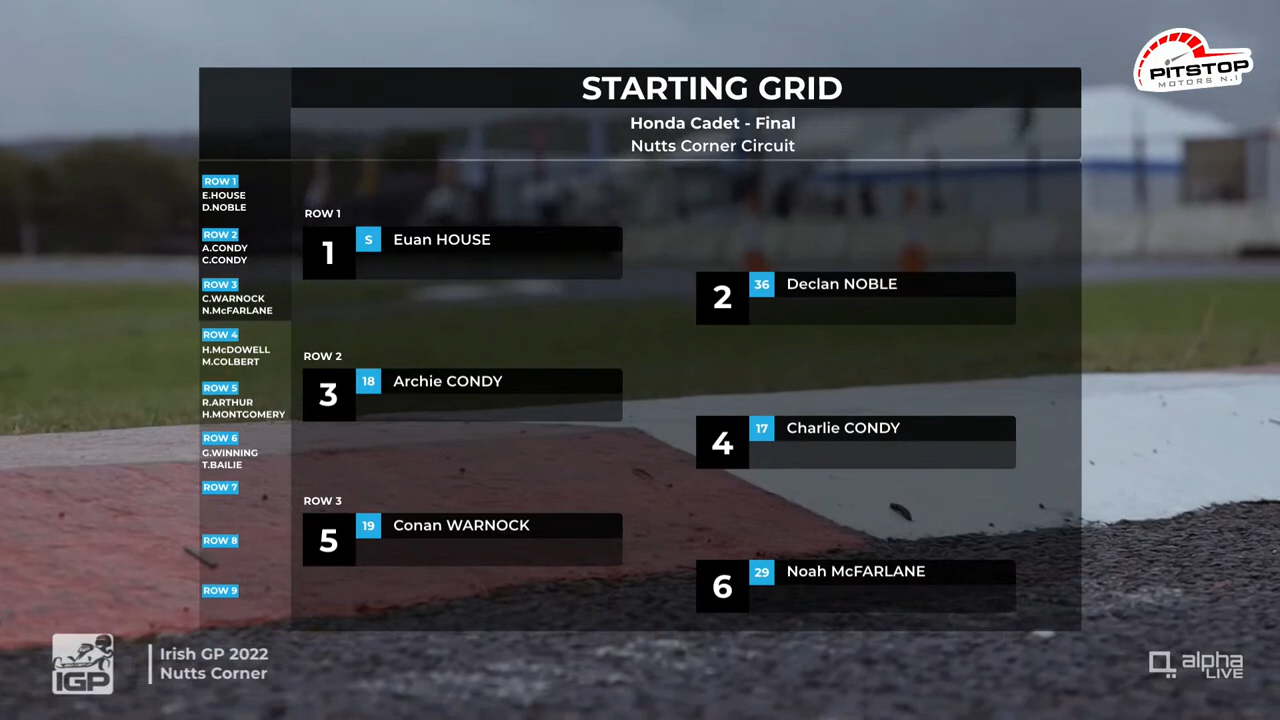 PITSTOP
MOTORS N.I
STARTING GRID
Honda Cadet - Final
Nutts Corner Circuit
ROW 1
E.HOUSE
D.NOBLE
ROW 2
A.CONDY
C.CONDY
ROW 3
C.WARNOCK
N.McFARLANE
ROW 4
H.McDOWELL
M.COLBERT
ROW 5
R.ARTHUR
H.MONTGOMERY
ROW 6
G.WINNING
T.BAILIE
ROW 7
ROW 8
ROW 9
ROW 1
1 S Euan HOUSE
2 36 Declan NOBLE
ROW 2
3 18 Archie CONDY
4 17 Charlie CONDY
ROW 3
5 19 Conan WARNOCK
6 29 Noah McFARLANE
IGP
Irish GP 2022
Nutts Corner
alpha
LIVE